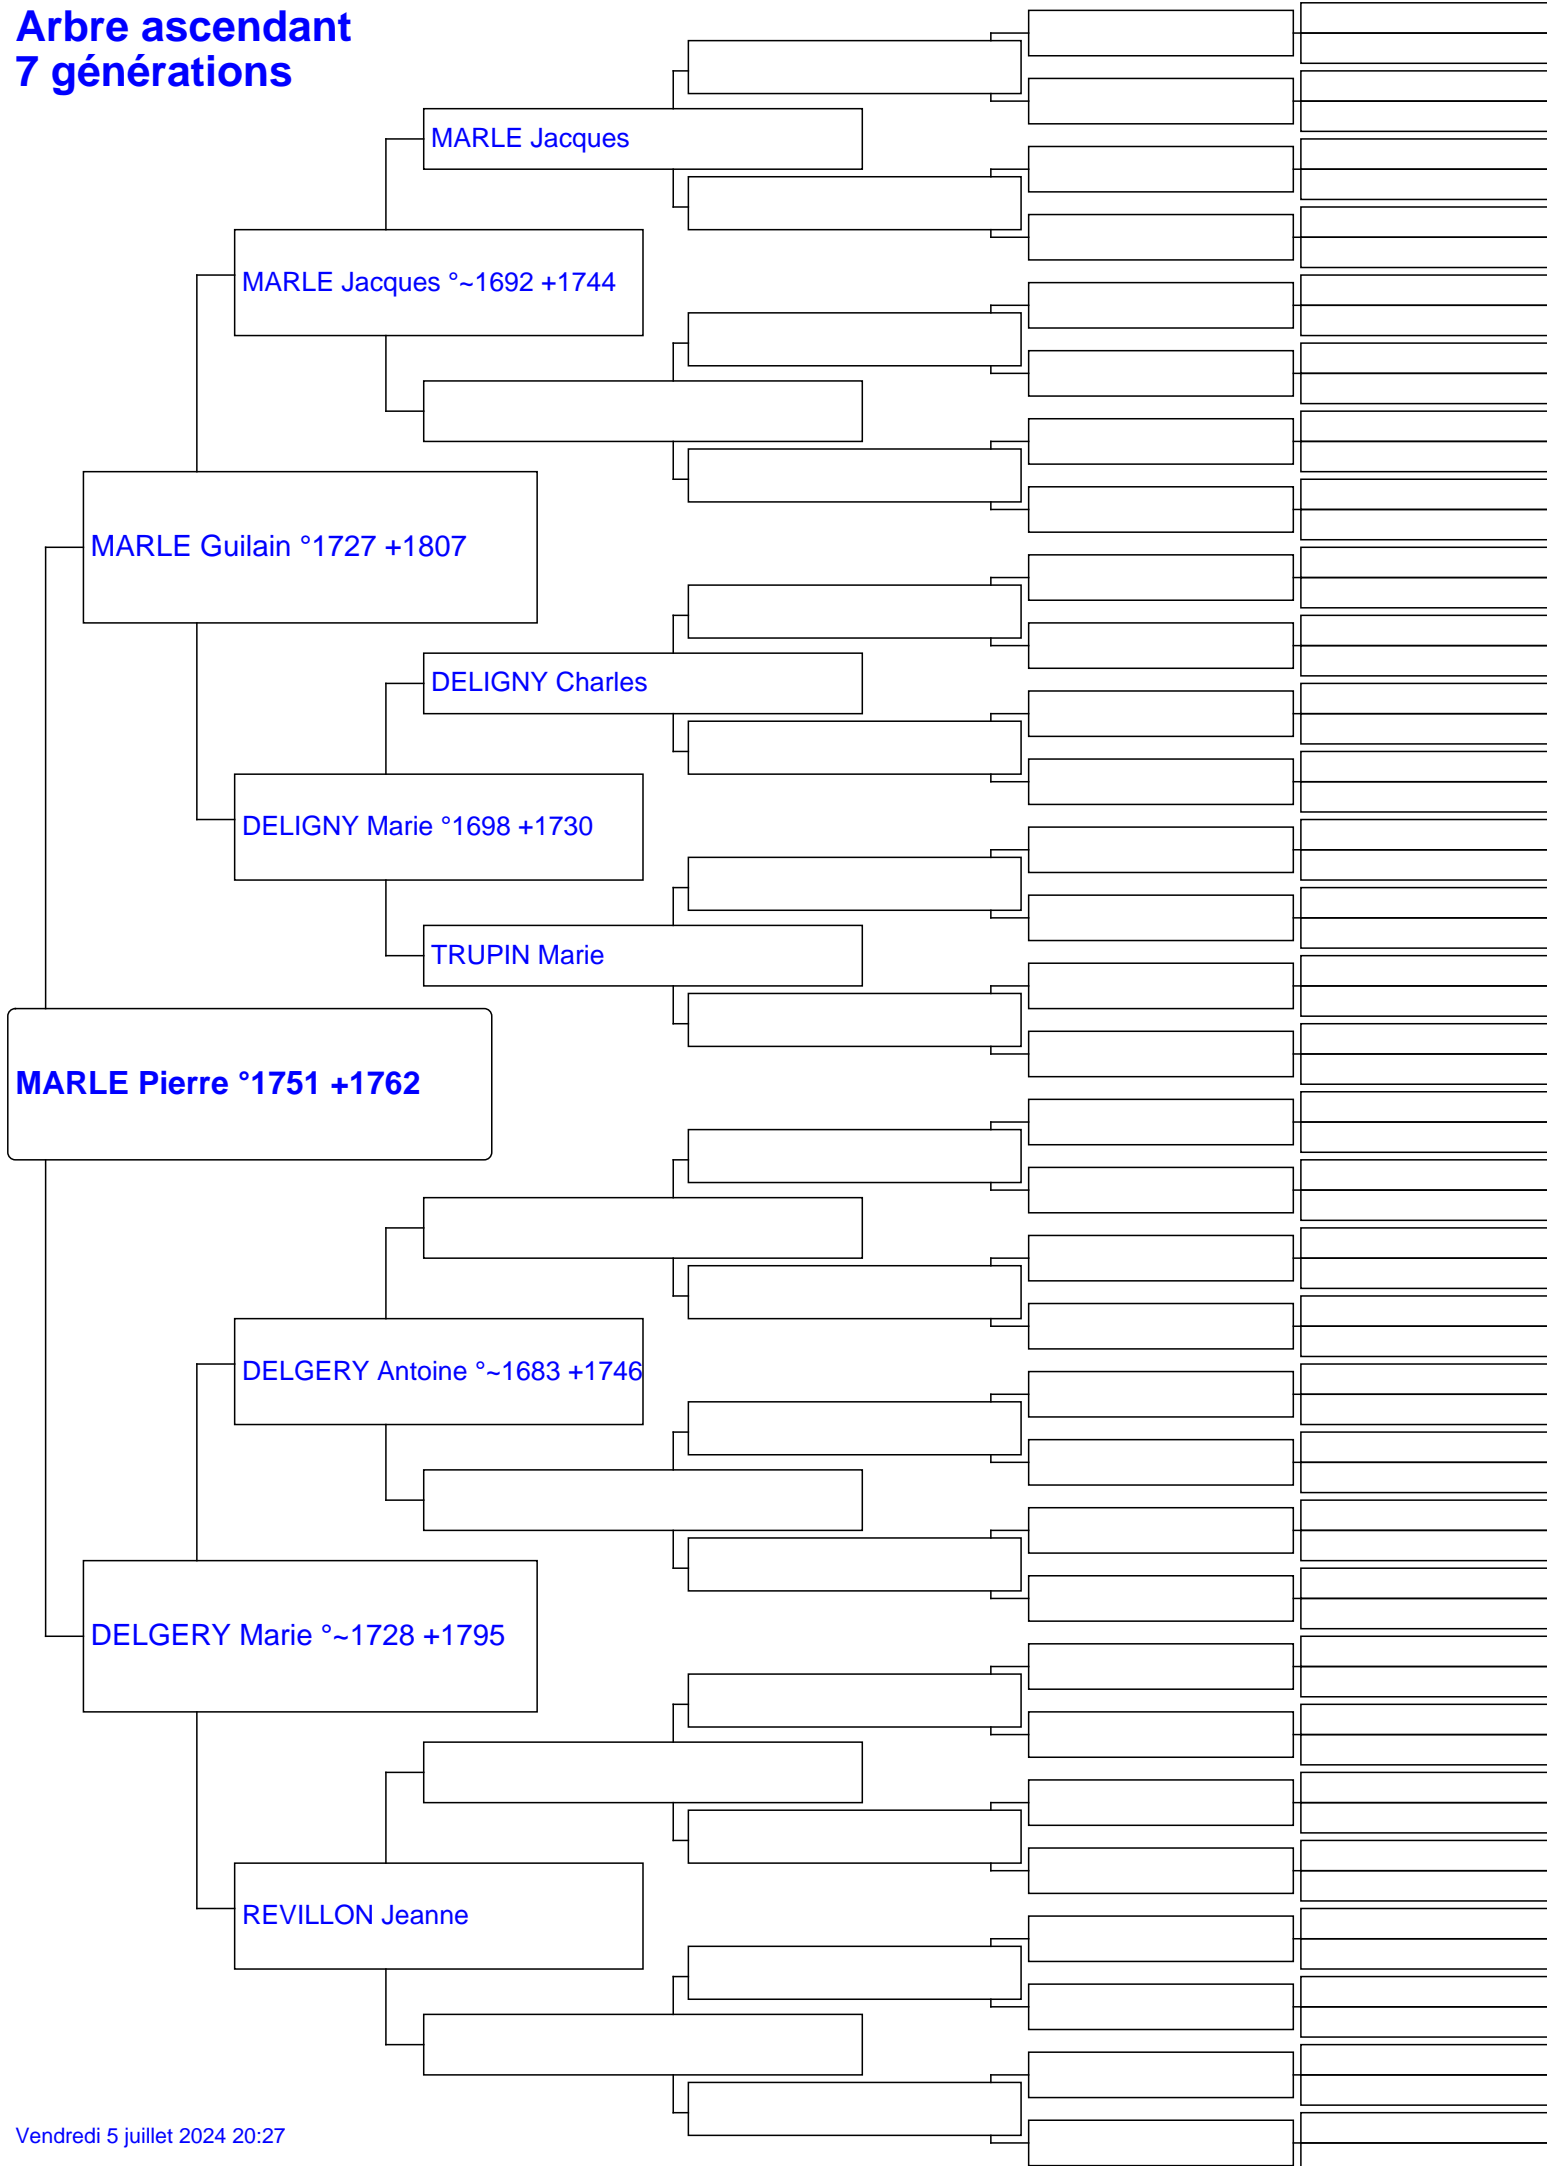 Arbre ascendant
7 générations
MARLE Jacques
MARLE Jacques °~1692 +1744
MARLE Guilain °1727 +1807
DELIGNY Charles
DELIGNY Marie °1698 +1730
TRUPIN Marie
MARLE Pierre °1751 +1762
DELGERY Antoine °~1683 +1746
DELGERY Marie °~1728 +1795
REVILLON Jeanne
Vendredi 5 juillet 2024 20:27